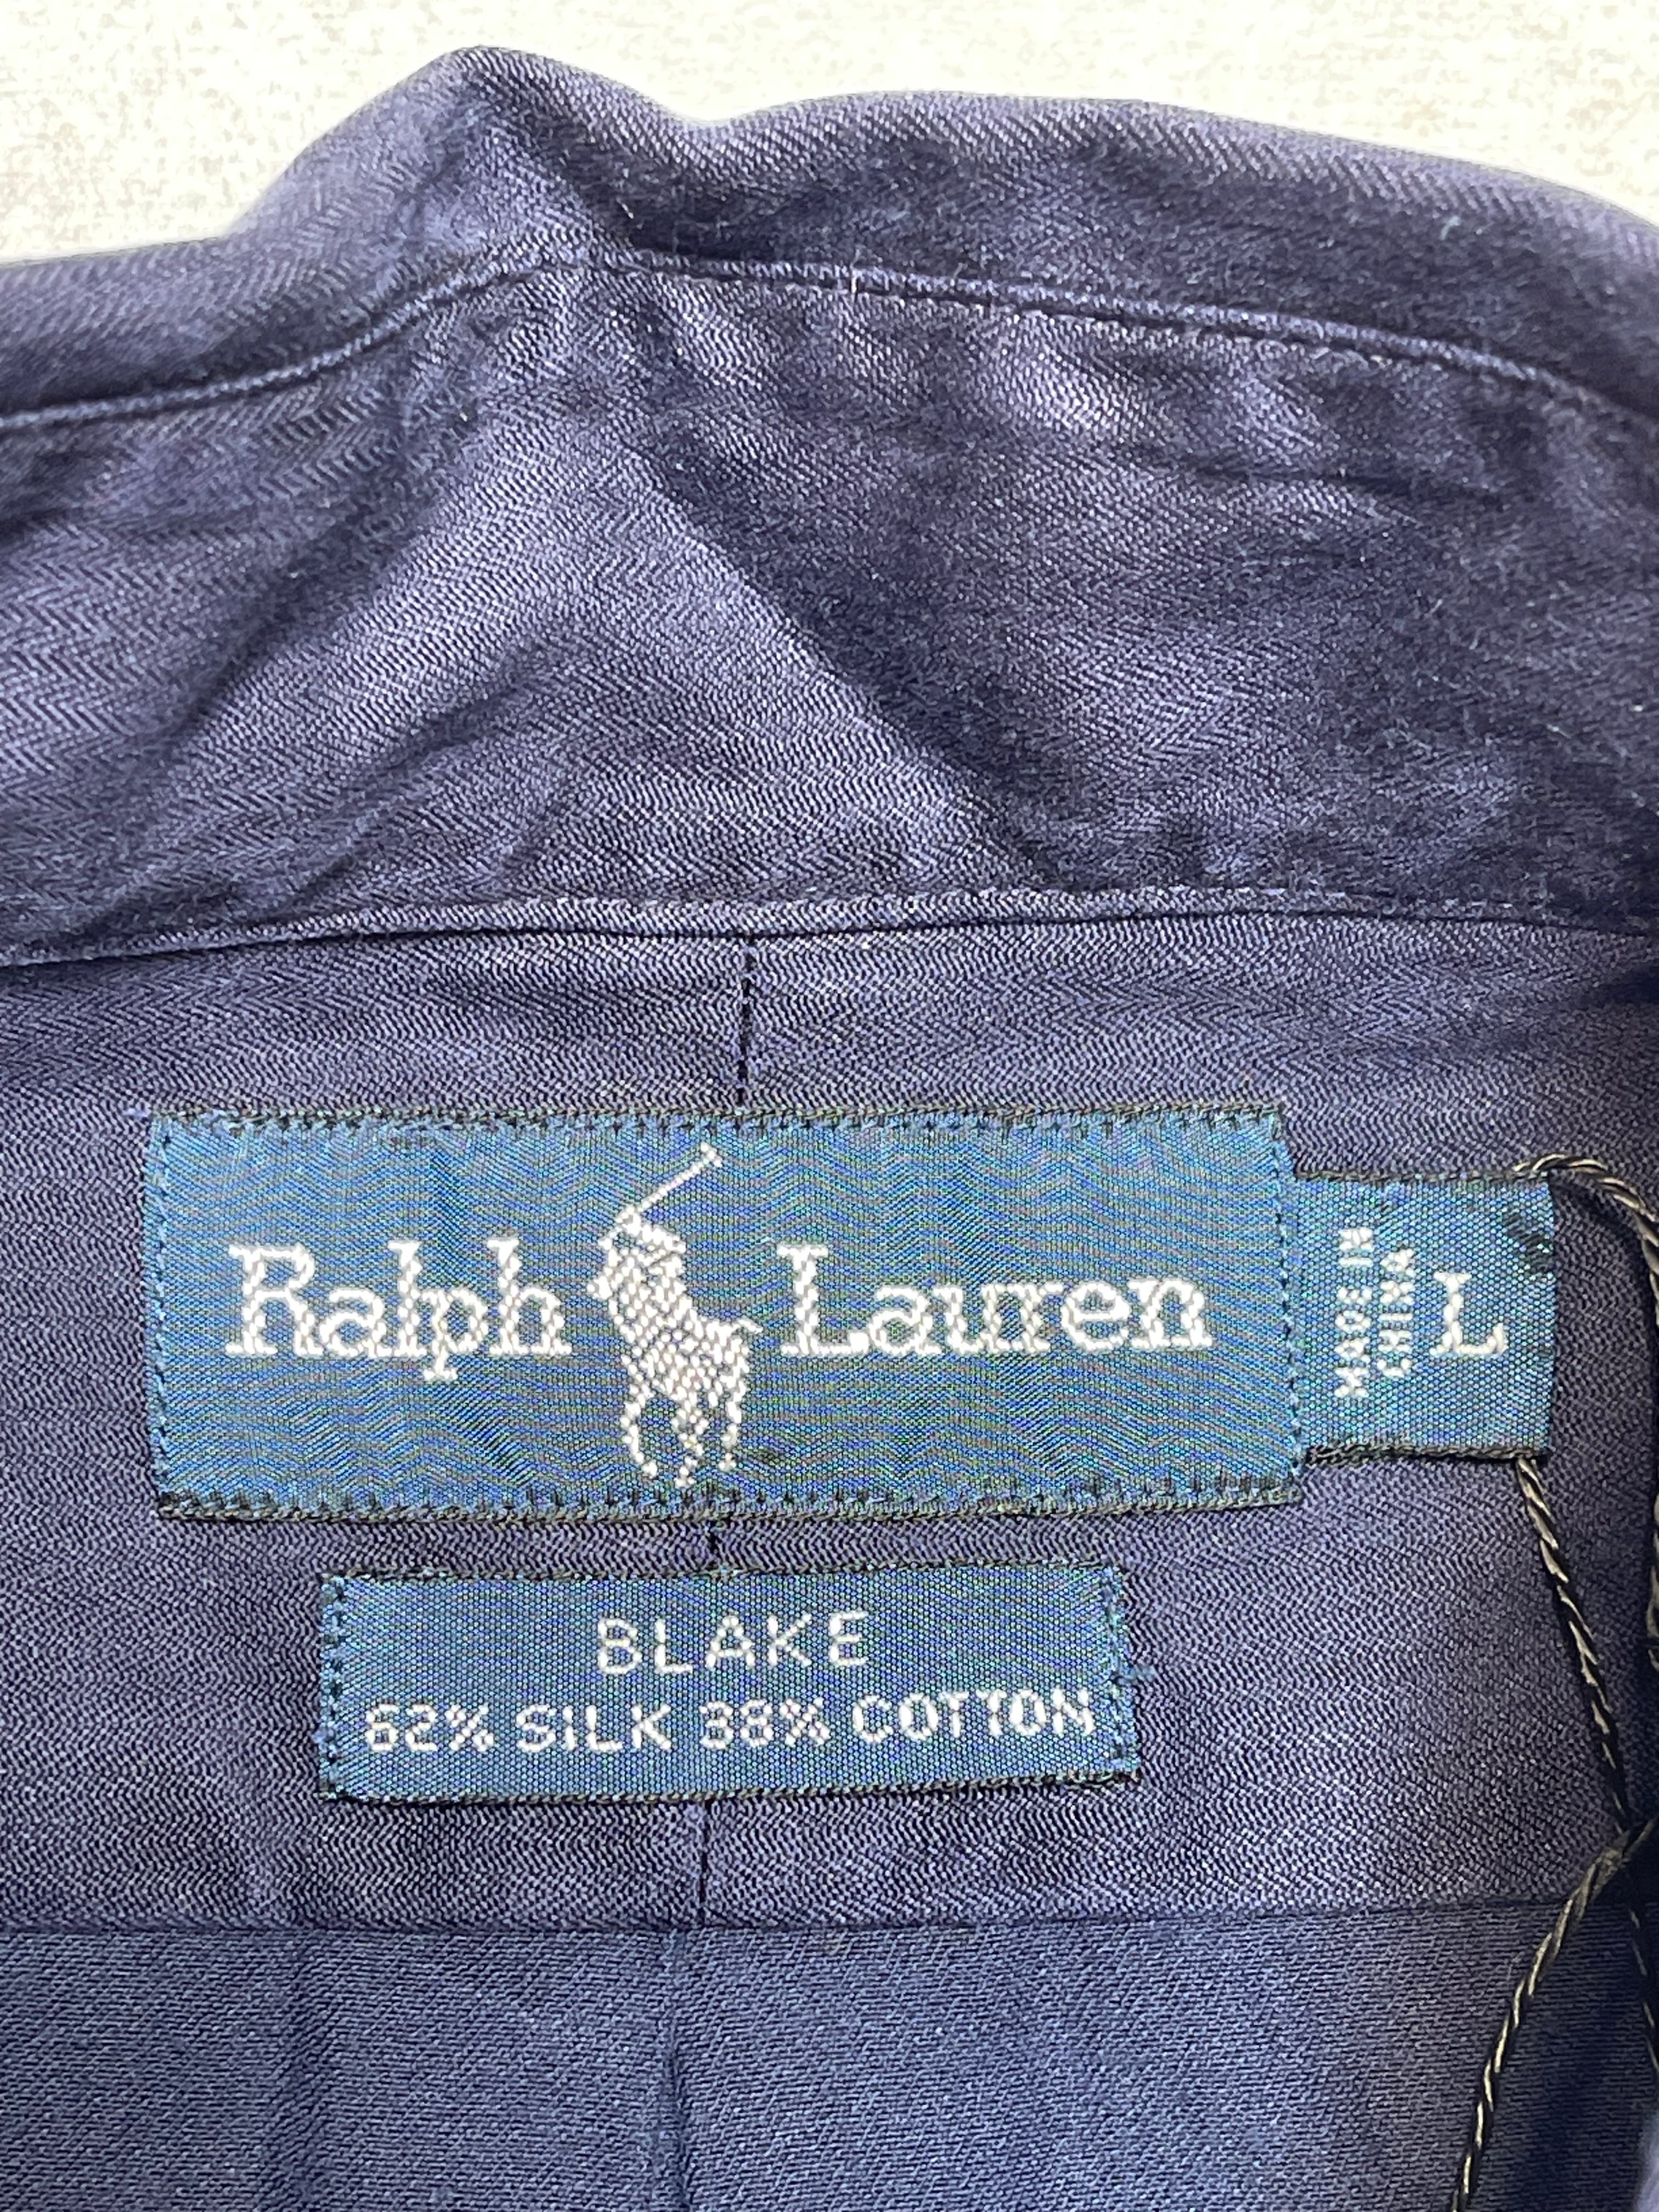 Ralph Lauren
MADE IN
CHINA
L
BLAKE
62% SILK 38% COTTON